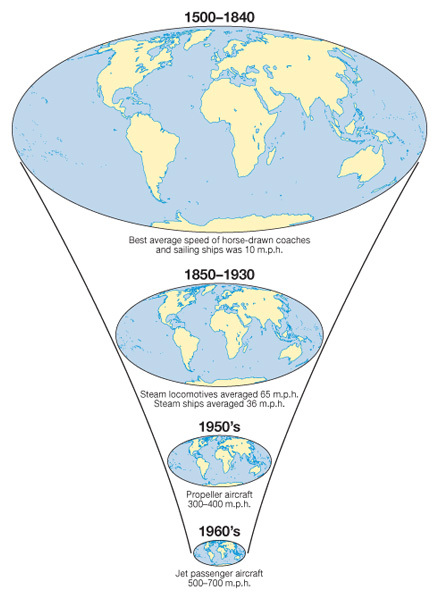 1500–1840
Best average speed of horse-drawn coaches
and sailing ships was 10 m.p.h.
1850–1930
Steam locomotives averaged 65 m.p.h.
Steam ships averaged 36 m.p.h.
1950's
Propeller aircraft
300–400 m.p.h.
1960's
Jet passenger aircraft
500–700 m.p.h.